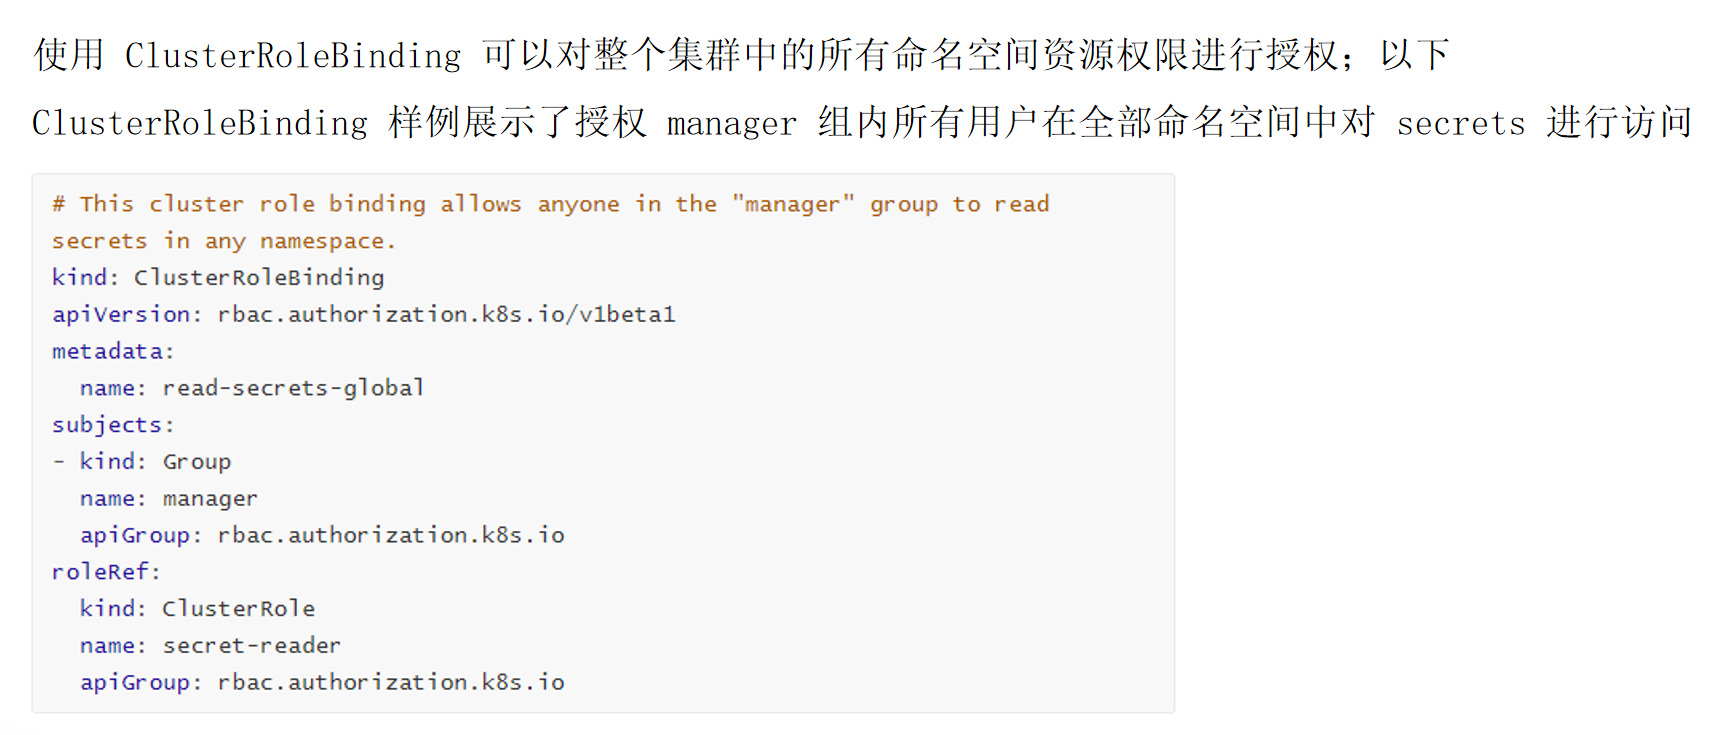 使用 ClusterRoleBinding 可以对整个集群中的所有命名空间资源权限进行授权；以下
ClusterRoleBinding 样例展示了授权 manager 组内所有用户在全部命名空间中对 secrets 进行访问
# This cluster role binding allows anyone in the "manager" group to read
secrets in any namespace.
kind: ClusterRoleBinding
apiVersion: rbac.authorization.k8s.io/v1beta1
metadata:
  name: read-secrets-global
subjects:
- kind: Group
  name: manager
  apiGroup: rbac.authorization.k8s.io
roleRef:
  kind: ClusterRole
  name: secret-reader
  apiGroup: rbac.authorization.k8s.io